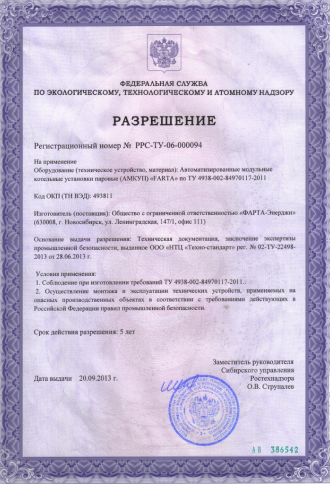 ФЕДЕРАЛЬНАЯ СЛУЖБА
ПО ЭКОЛОГИЧЕСКОМУ, ТЕХНОЛОГИЧЕСКОМУ И АТОМНОМУ НАДЗОРУ
РАЗРЕШЕНИЕ
Регистрационный номер № РРС-ТУ-06-000094
На применение
Оборудование (техническое устройство, материал): Автоматизированные модульные
котельные установки паровые (АМКУП) «FARTA» по ТУ 4938-002-84970117-2011
Код ОКП (ТН ВЭД): 493811
Изготовитель (поставщик): Общество с ограниченной ответственностью «ФАРТА-Энерджи»
(630008, г. Новосибирск, ул. Ленинградская, 147/1, офис 111)
Основание выдачи разрешения: Техническая документация, заключение экспертизы
промышленной безопасности, выданное ООО «НТЦ «Техно-стандарт» рег. № 02-ТУ-22498-
2013 от 28.06.2013 г.
Условия применения:
1. Соблюдение при изготовлении требований ТУ 4938-002-84970117-2011..
2. Осуществление монтажа и эксплуатации технических устройств, применяемых на
опасных производственных объектах в соответствии с требованиями действующих в
Российской Федерации правил промышленной безопасности.
Срок действия разрешения: 5 лет
Заместитель руководителя
Сибирского управления
Дата выдачи 20.09.2013 г. Ростехнадзора
О.В. Струпалев
АВ 386542